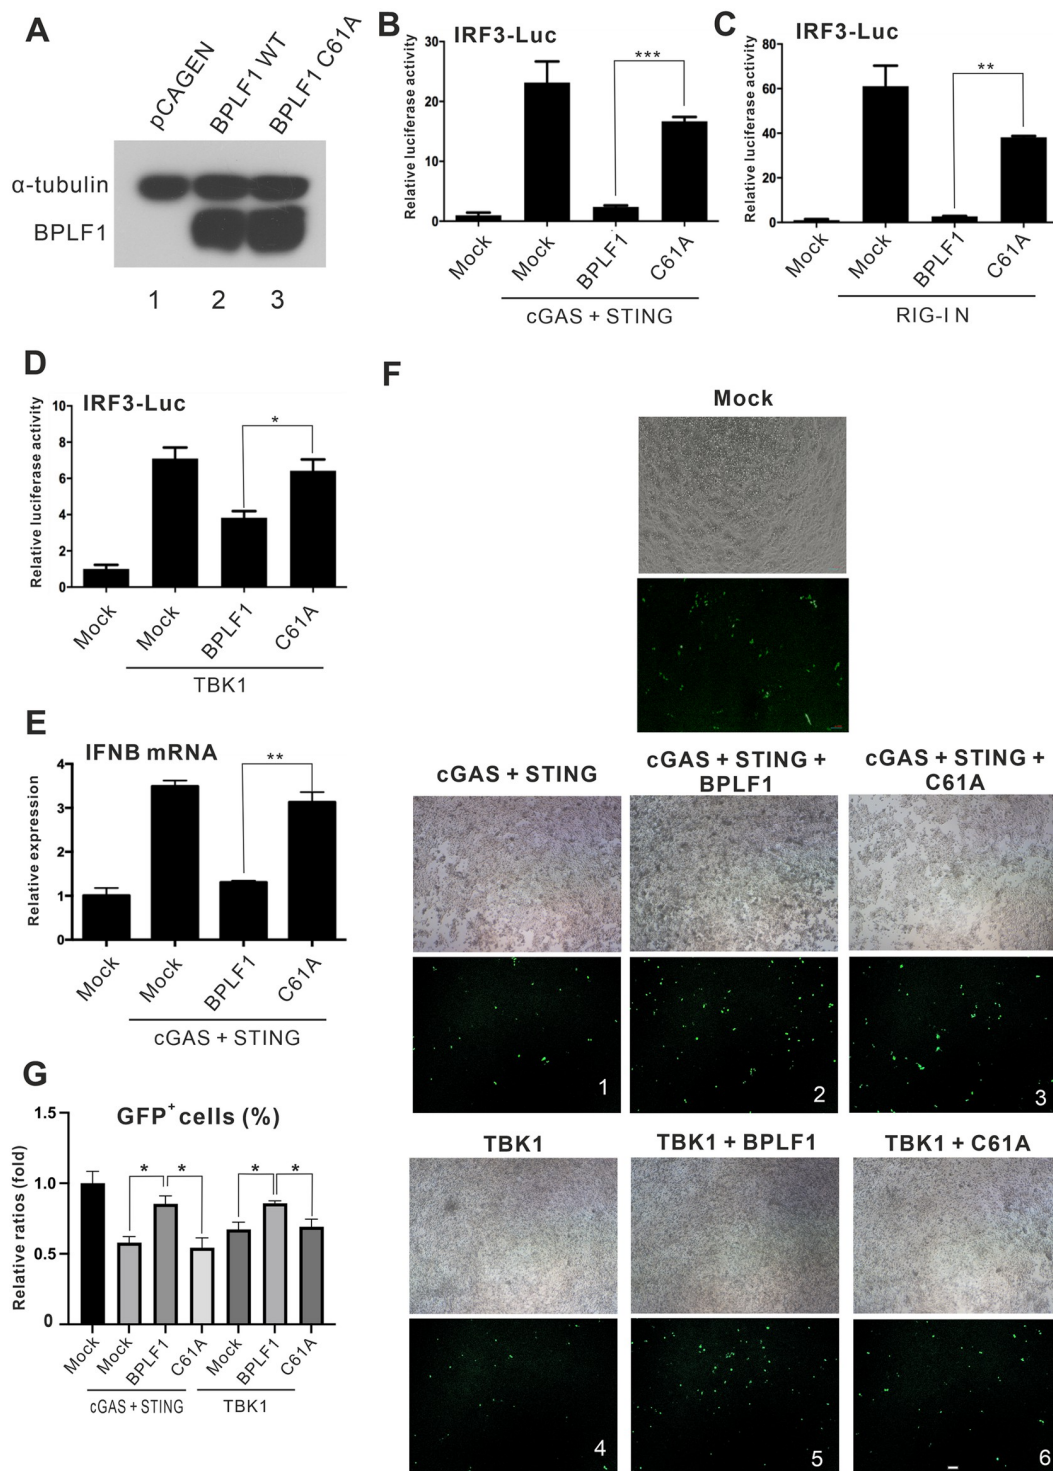 A
pCAGEN
BPLF1 WT
BPLF1 C61A
α-tubulin
BPLF1
1 2 3
B
IRF3-Luc
Relative luciferase activity
30
20
10
0
***
Mock
Mock
BPLF1
C61A
cGAS + STING
C
IRF3-Luc
Relative luciferase activity
80
60
40
20
0
**
Mock
Mock
BPLF1
C61A
RIG-I N
D
IRF3-Luc
Relative luciferase activity
10
8
6
4
2
0
*
Mock
Mock
BPLF1
C61A
TBK1
E
IFNB mRNA
Relative expression
4
3
2
1
0
**
Mock
Mock
BPLF1
C61A
cGAS + STING
F
Mock
cGAS + STING
cGAS + STING +
BPLF1
cGAS + STING +
C61A
1
2
3
TBK1
TBK1 + BPLF1
TBK1 + C61A
4
5
6
G
GFP+ cells (%)
Relative ratios (fold)
1.5
1.0
0.5
0
* * * *
Mock
Mock
BPLF1
C61A
Mock
BPLF1
C61A
cGAS + STING
TBK1